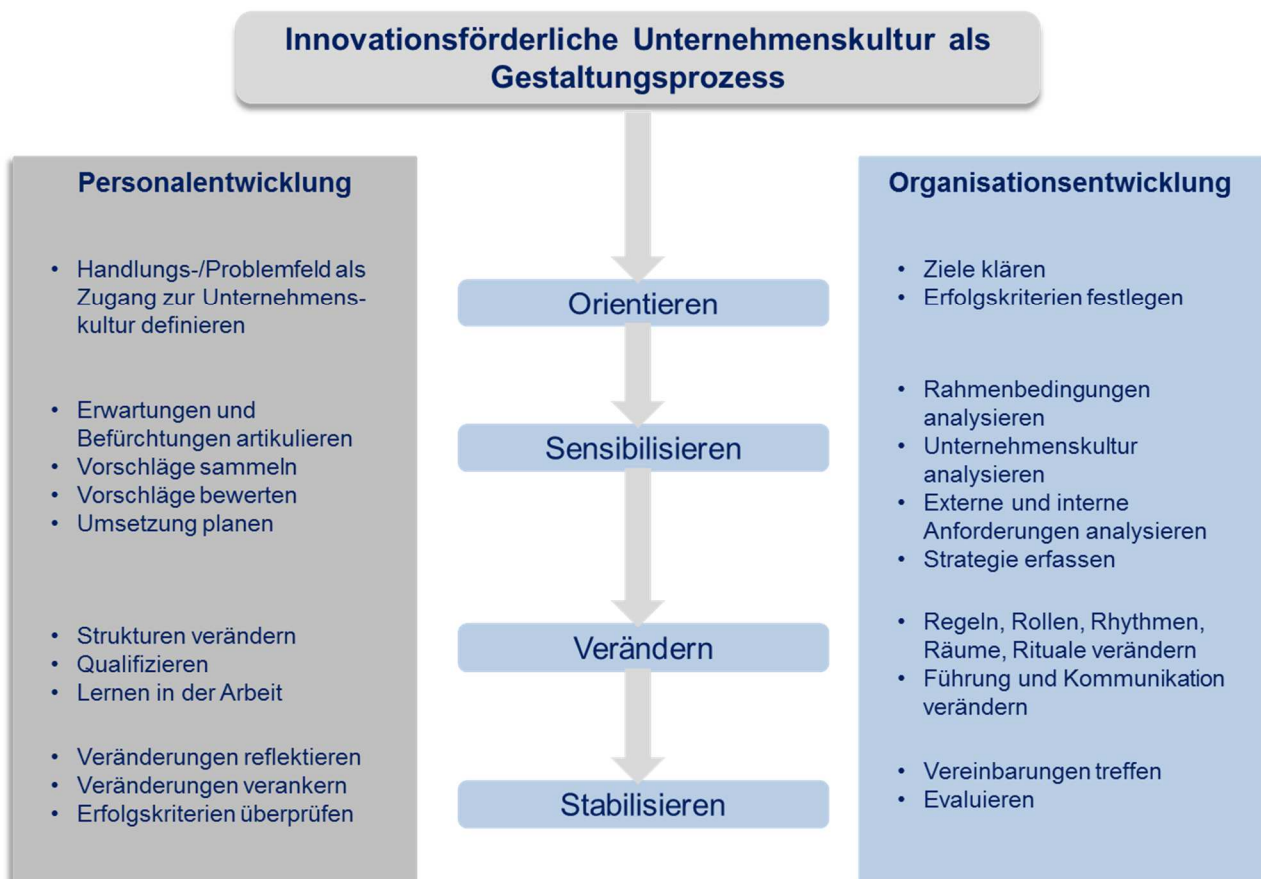 Innovationsförderliche Unternehmenskultur als
Gestaltungsprozess
Personalentwicklung
• Handlungs-/Problemfeld als
Zugang zur Unternehmens-
kultur definieren
• Erwartungen und
Befürchtungen artikulieren
• Vorschläge sammeln
• Vorschläge bewerten
• Umsetzung planen
• Strukturen verändern
• Qualifizieren
• Lernen in der Arbeit
• Veränderungen reflektieren
• Veränderungen verankern
• Erfolgskriterien überprüfen
Orientieren
Sensibilisieren
Verändern
Stabilisieren
Organisationsentwicklung
• Ziele klären
• Erfolgskriterien festlegen
• Rahmenbedingungen
analysieren
• Unternehmenskultur
analysieren
• Externe und interne
Anforderungen analysieren
• Strategie erfassen
• Regeln, Rollen, Rhythmen,
Räume, Rituale verändern
• Führung und Kommunikation
verändern
• Vereinbarungen treffen
• Evaluieren